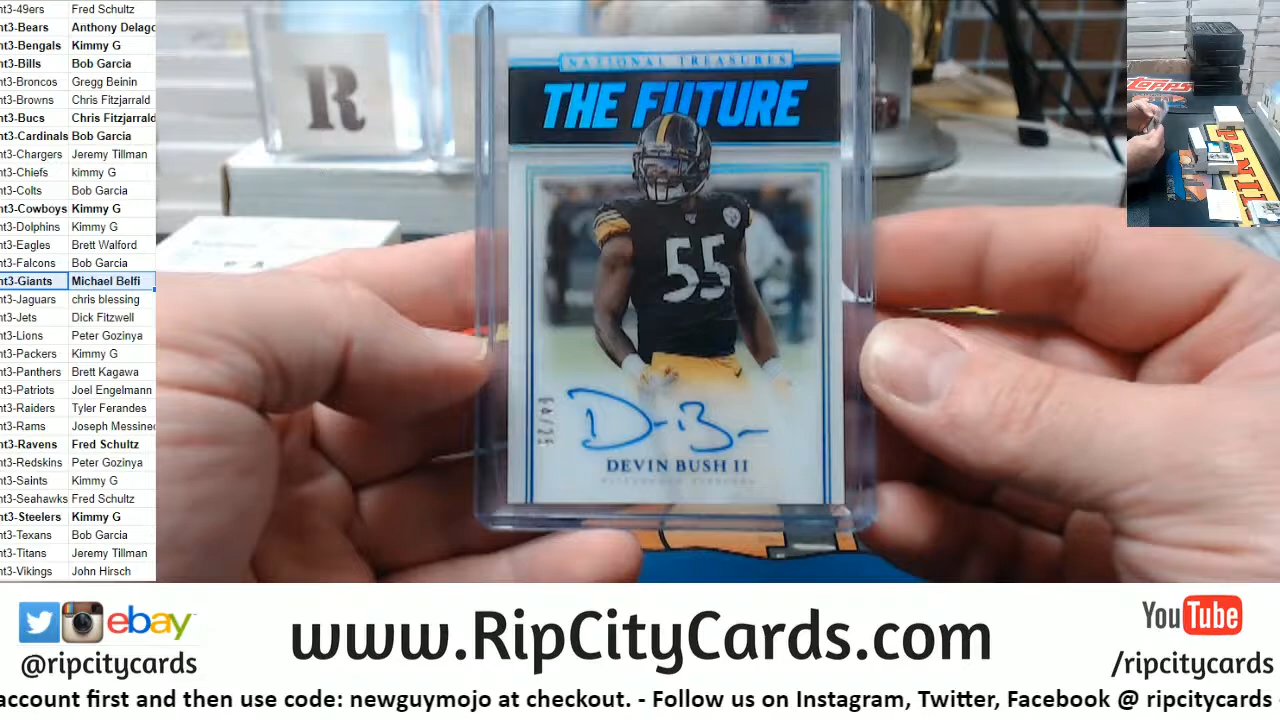 nt3-49ers Fred Schultz
nt3-Bears Anthony Delago
nt3-Bengals Kimmy G
nt3-Bills Bob Garcia
nt3-Broncos Gregg Beinin
nt3-Browns Chris Fitzjarrald
nt3-Bucs Chris Fitzjarrald
nt3-Cardinals Bob Garcia
nt3-Chargers Jeremy Tillman
nt3-Chiefs kimmy G
nt3-Colts Bob Garcia
nt3-Cowboys Kimmy G
nt3-Dolphins Kimmy G
nt3-Eagles Brett Walford
nt3-Falcons Bob Garcia
nt3-Giants Michael Belfi
nt3-Jaguars chris blessing
nt3-Jets Dick Fitzwell
nt3-Lions Peter Gozinya
nt3-Packers Kimmy G
nt3-Panthers Brett Kagawa
nt3-Patriots Joel Engelmann
nt3-Raiders Tyler Ferandes
nt3-Rams Joseph Messine
nt3-Ravens Fred Schultz
nt3-Redskins Peter Gozinya
nt3-Saints Kimmy G
nt3-Seahawks Fred Schultz
nt3-Steelers Kimmy G
nt3-Texans Bob Garcia
nt3-Titans Jeremy Tillman
nt3-Vikings John Hirsch
R
NATIONAL TREASURES
THE FUTURE
55
DEVIN BUSH II
PITTSBURGH STEELERS
Topps
PANINI
ebay
@ripcitycards
www.RipCityCards.com
YouTube
/ripcitycards
account first and then use code: newguymojo at checkout. - Follow us on Instagram, Twitter, Facebook @ ripcitycards